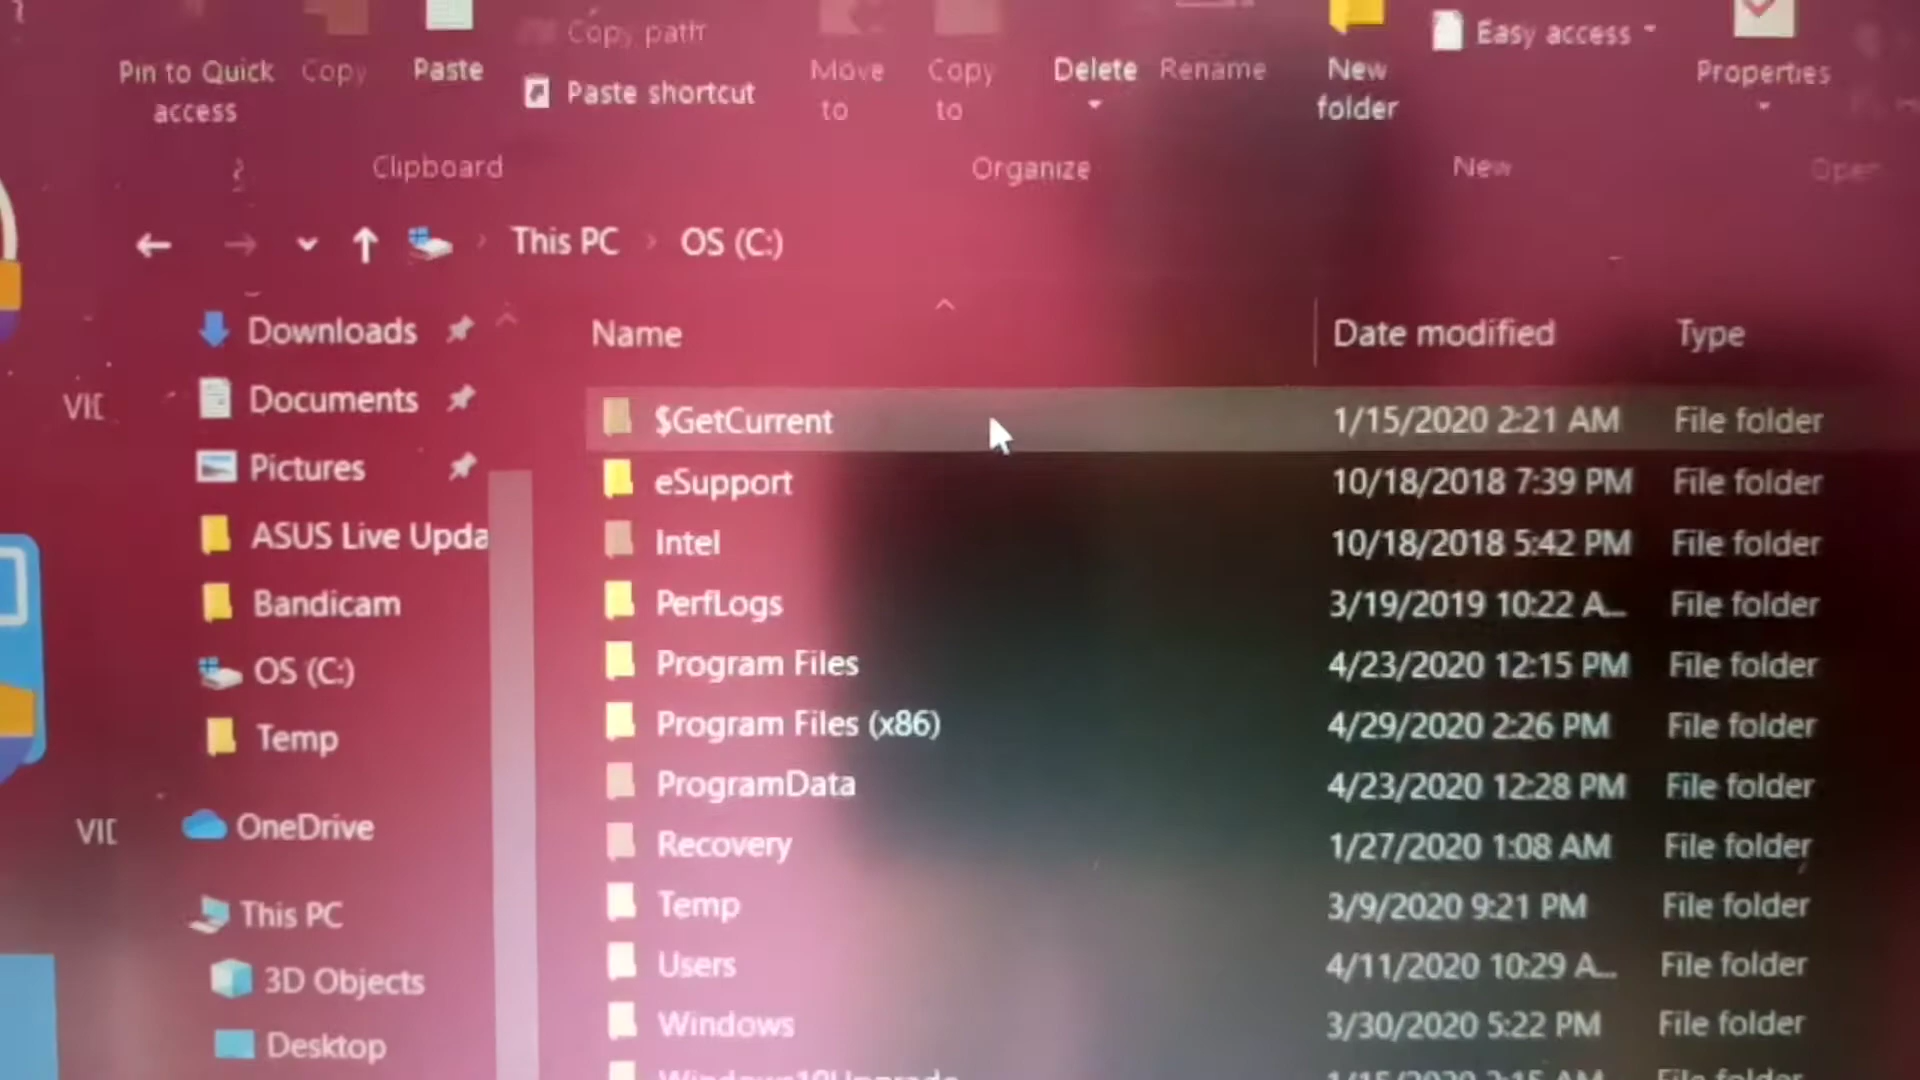 Copy path
Easy access
Pin to Quick access
Copy
Paste
Paste shortcut
Move to
Copy to
Delete
Rename
New folder
Properties
Clipboard
Organize
New
This PC > OS (C:)
Name
Date modified
Type
Downloads
Documents
Pictures
ASUS Live Upda
Bandicam
OS (C:)
Temp
OneDrive
This PC
3D Objects
Desktop
$GetCurrent 1/15/2020 2:21 AM File folder
eSupport 10/18/2018 7:39 PM File folder
Intel 10/18/2018 5:42 PM File folder
PerfLogs 3/19/2019 10:22 A... File folder
Program Files 4/23/2020 12:15 PM File folder
Program Files (x86) 4/29/2020 2:26 PM File folder
ProgramData 4/23/2020 12:28 PM File folder
Recovery 1/27/2020 1:08 AM File folder
Temp 3/9/2020 9:21 PM File folder
Users 4/11/2020 10:29 A... File folder
Windows 3/30/2020 5:22 PM File folder